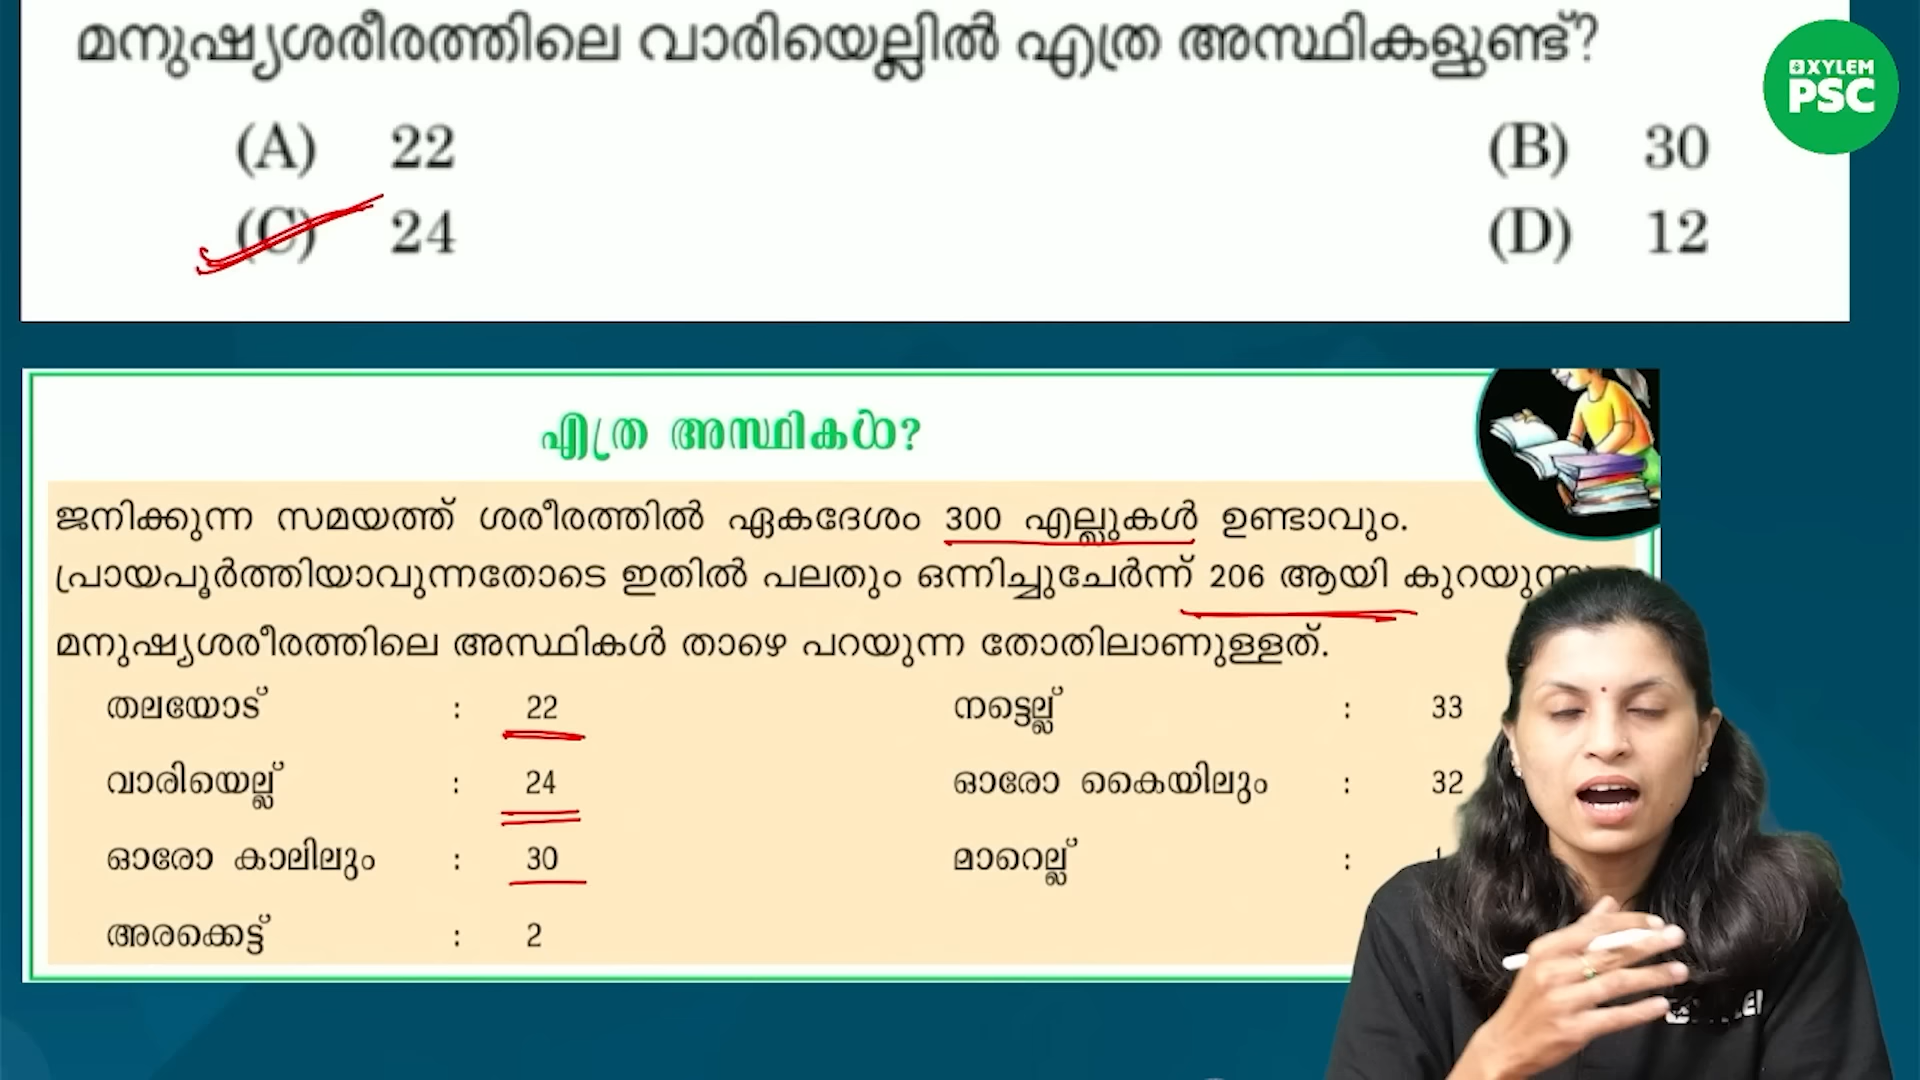 മനുഷ്യശരീരത്തിലെ വാരിയെല്ലിൽ എത്ര അസ്ഥികളുണ്ട്?
XYLEM
PSC
(A) 22 (B) 30
(C) 24 (D) 12
എത്ര അസ്ഥികൾ?
ജനിക്കുന്ന സമയത്ത് ശരീരത്തിൽ ഏകദേശം 300 എല്ലുകൾ ഉണ്ടാവും.
പ്രായപൂർത്തിയാവുന്നതോടെ ഇതിൽ പലതും ഒന്നിച്ചുചേർന്ന് 206 ആയി
മനുഷ്യശരീരത്തിലെ അസ്ഥികൾ താഴെ പറയുന്ന തോതിലാണുള്ളത്.
തലയോട് : 22 നട്ടെല്ല് : 33
വാരിയെല്ല് : 24 ഓരോ കൈയിലും : 32
ഓരോ കാലിലും : 30 മാറെല്ല് :
അരക്കെട്ട് : 2